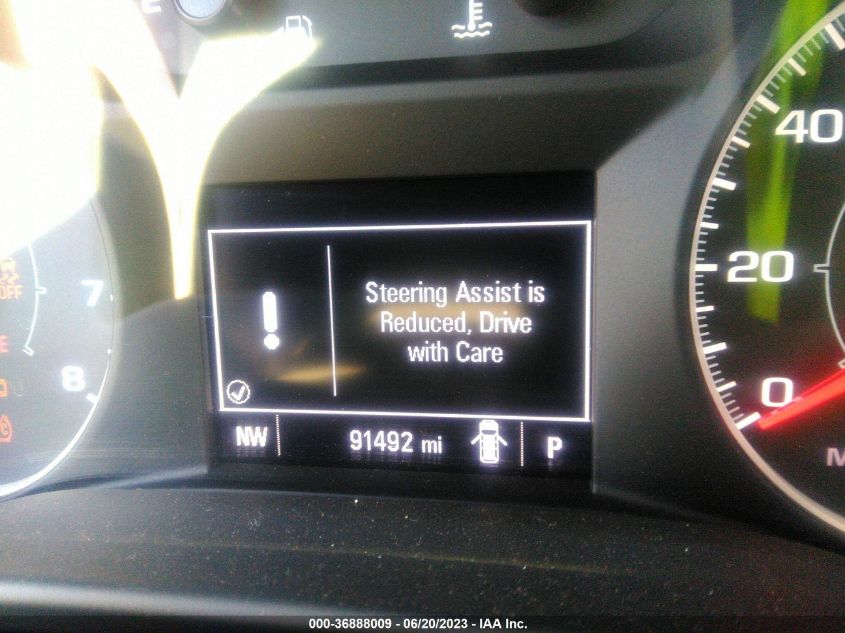 E
40
20
0
7
8
OFF
Steering Assist is
Reduced, Drive
with Care
NW 91492 mi P
000-36888009 - 06/20/2023 - IAA Inc.